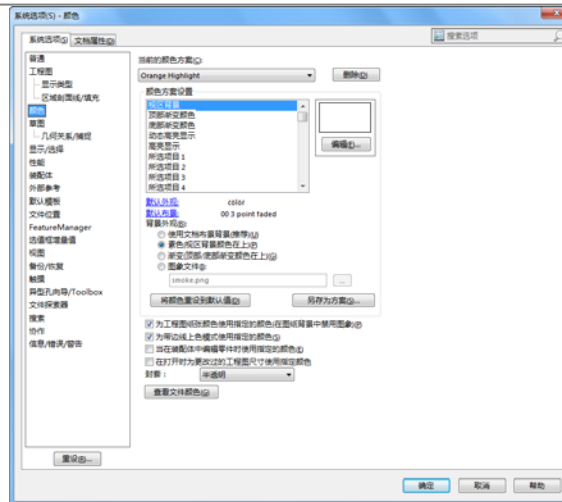 系统选项(S) - 颜色
系统选项(S) 文档属性(D)
搜索选项
普通
工程图
显示类型
区域剖面线/填充
颜色
草图
几何关系/捕捉
显示/选择
性能
装配体
外部参考
默认模板
文件位置
FeatureManager
选值框增量值
视图
备份/恢复
触摸
异型孔向导/Toolbox
文件探索器
搜索
协作
信息/错误/警告
重设(R)...
当前的颜色方案(C):
Orange Highlight
删除(D)
颜色方案设置
视区背景
顶部渐变颜色
底部渐变颜色
动态高亮显示
高亮显示
所选项目 1
所选项目 2
所选项目 3
所选项目 4
编辑(E)...
默认外观: color
默认布景: 00 3 point faded
背景外观(B):
使用文档布景背景(推荐)(U)
素色(视区背景颜色在上)(P)
渐变(顶部/底部渐变颜色在上)(G)
图象文件(I):
smoke.png
...
将颜色重设到默认值(D)
另存为方案(S)...
为工程图纸张颜色使用指定的颜色(在图纸背景中禁用图象)(P)
为带边线上色模式使用指定的颜色(S)
当在装配体中编辑零件时使用指定的颜色(E)
在打开时为更改过的工程图尺寸使用指定颜色
封套: 半透明
查看文件颜色(G)
确定 取消 帮助